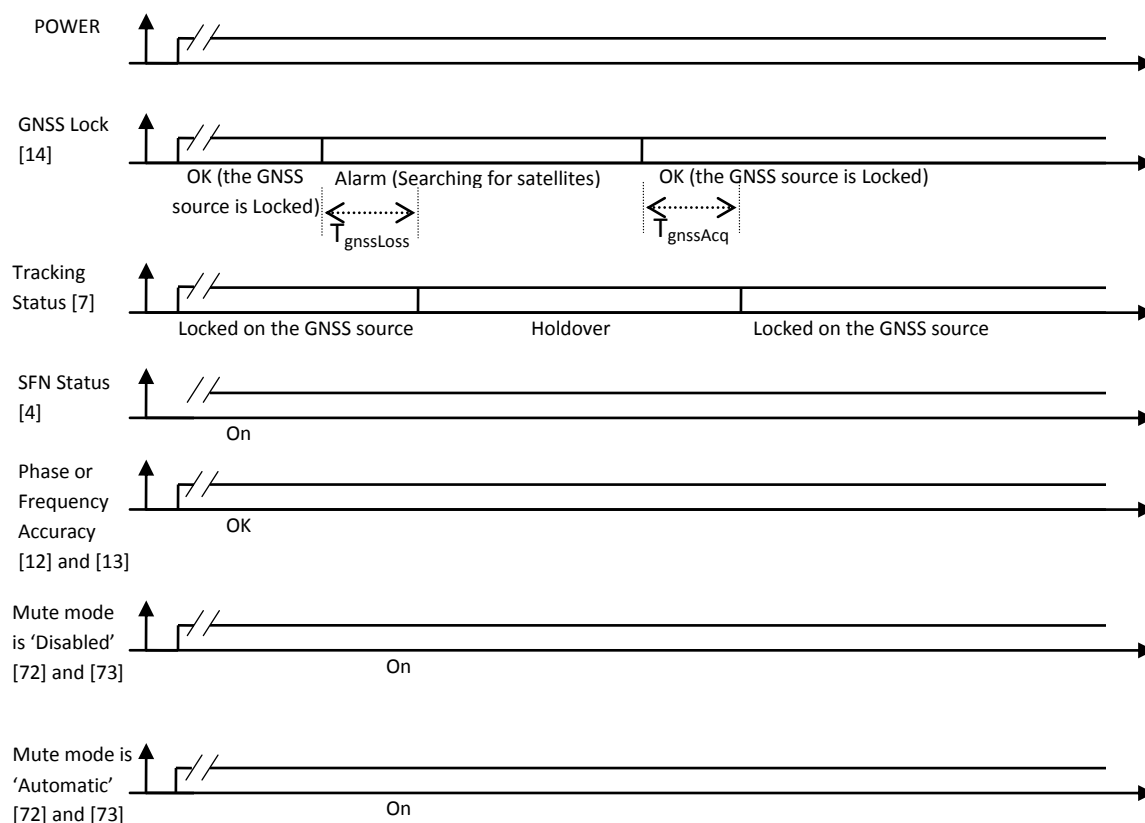 POWER
GNSS Lock
[14]
OK (the GNSS
source is Locked)
Alarm (Searching for satellites)
OK (the GNSS source is Locked)
TgnssLoss
TgnssAcq
Tracking
Status [7]
Locked on the GNSS source
Holdover
Locked on the GNSS source
SFN Status
[4]
On
Phase or
Frequency
Accuracy
[12] and [13]
OK
Mute mode
is ‘Disabled’
[72] and [73]
On
Mute mode is
‘Automatic’
[72] and [73]
On